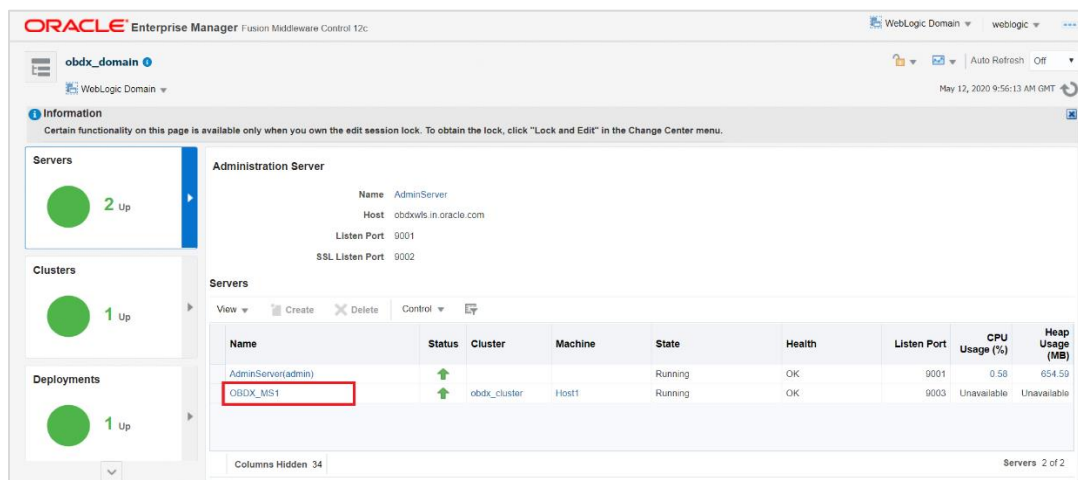 ORACLE Enterprise Manager Fusion Middleware Control 12c
WebLogic Domain weblogic
obdx_domain
WebLogic Domain
Auto Refresh Off
May 12, 2020 9:56:13 AM GMT
Information
Certain functionality on this page is available only when you own the edit session lock. To obtain the lock, click "Lock and Edit" in the Change Center menu.
Servers
2 Up
Clusters
1 Up
Deployments
1 Up
Administration Server
Name AdminServer
Host obdxwls.in.oracle.com
Listen Port 9001
SSL Listen Port 9002
Servers
View Create Delete Control
Name Status Cluster Machine State Health Listen Port CPU Usage (%) Heap Usage (MB)
AdminServer(admin) Running OK 9001 0.58 654.59
OBDX_MS1 obdx_cluster Host1 Running OK 9003 Unavailable Unavailable
Columns Hidden 34
Servers 2 of 2